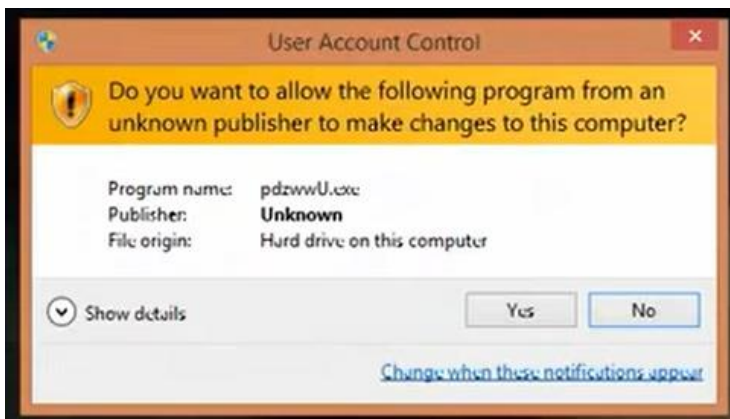 User Account Control
Do you want to allow the following program from an
unknown publisher to make changes to this computer?
Program name: pdzwwU.exe
Publisher: Unknown
File origin: Hard drive on this computer
Show details
Yes
No
Change when these notifications appear